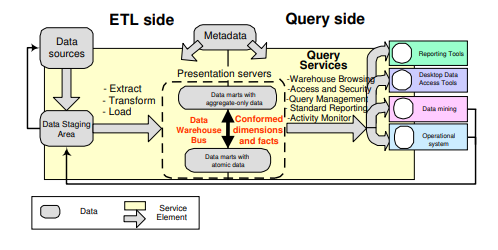 ETL side
Metadata
Query side
Data
sources
Presentation servers
Query
Services
-Warehouse Browsing
-Access and Security
-Query Management
- Standard Reporting
-Activity Monitor
Reporting Tools
Desktop Data
Access Tools
Data mining
Operational
system
- Extract
- Transform
- Load
Data Staging
Area
Data marts with
aggregate-only data
Data
Warehouse
Bus
Conformed
dimensions
and facts
Data marts with
atomic data
Data
Service
Element